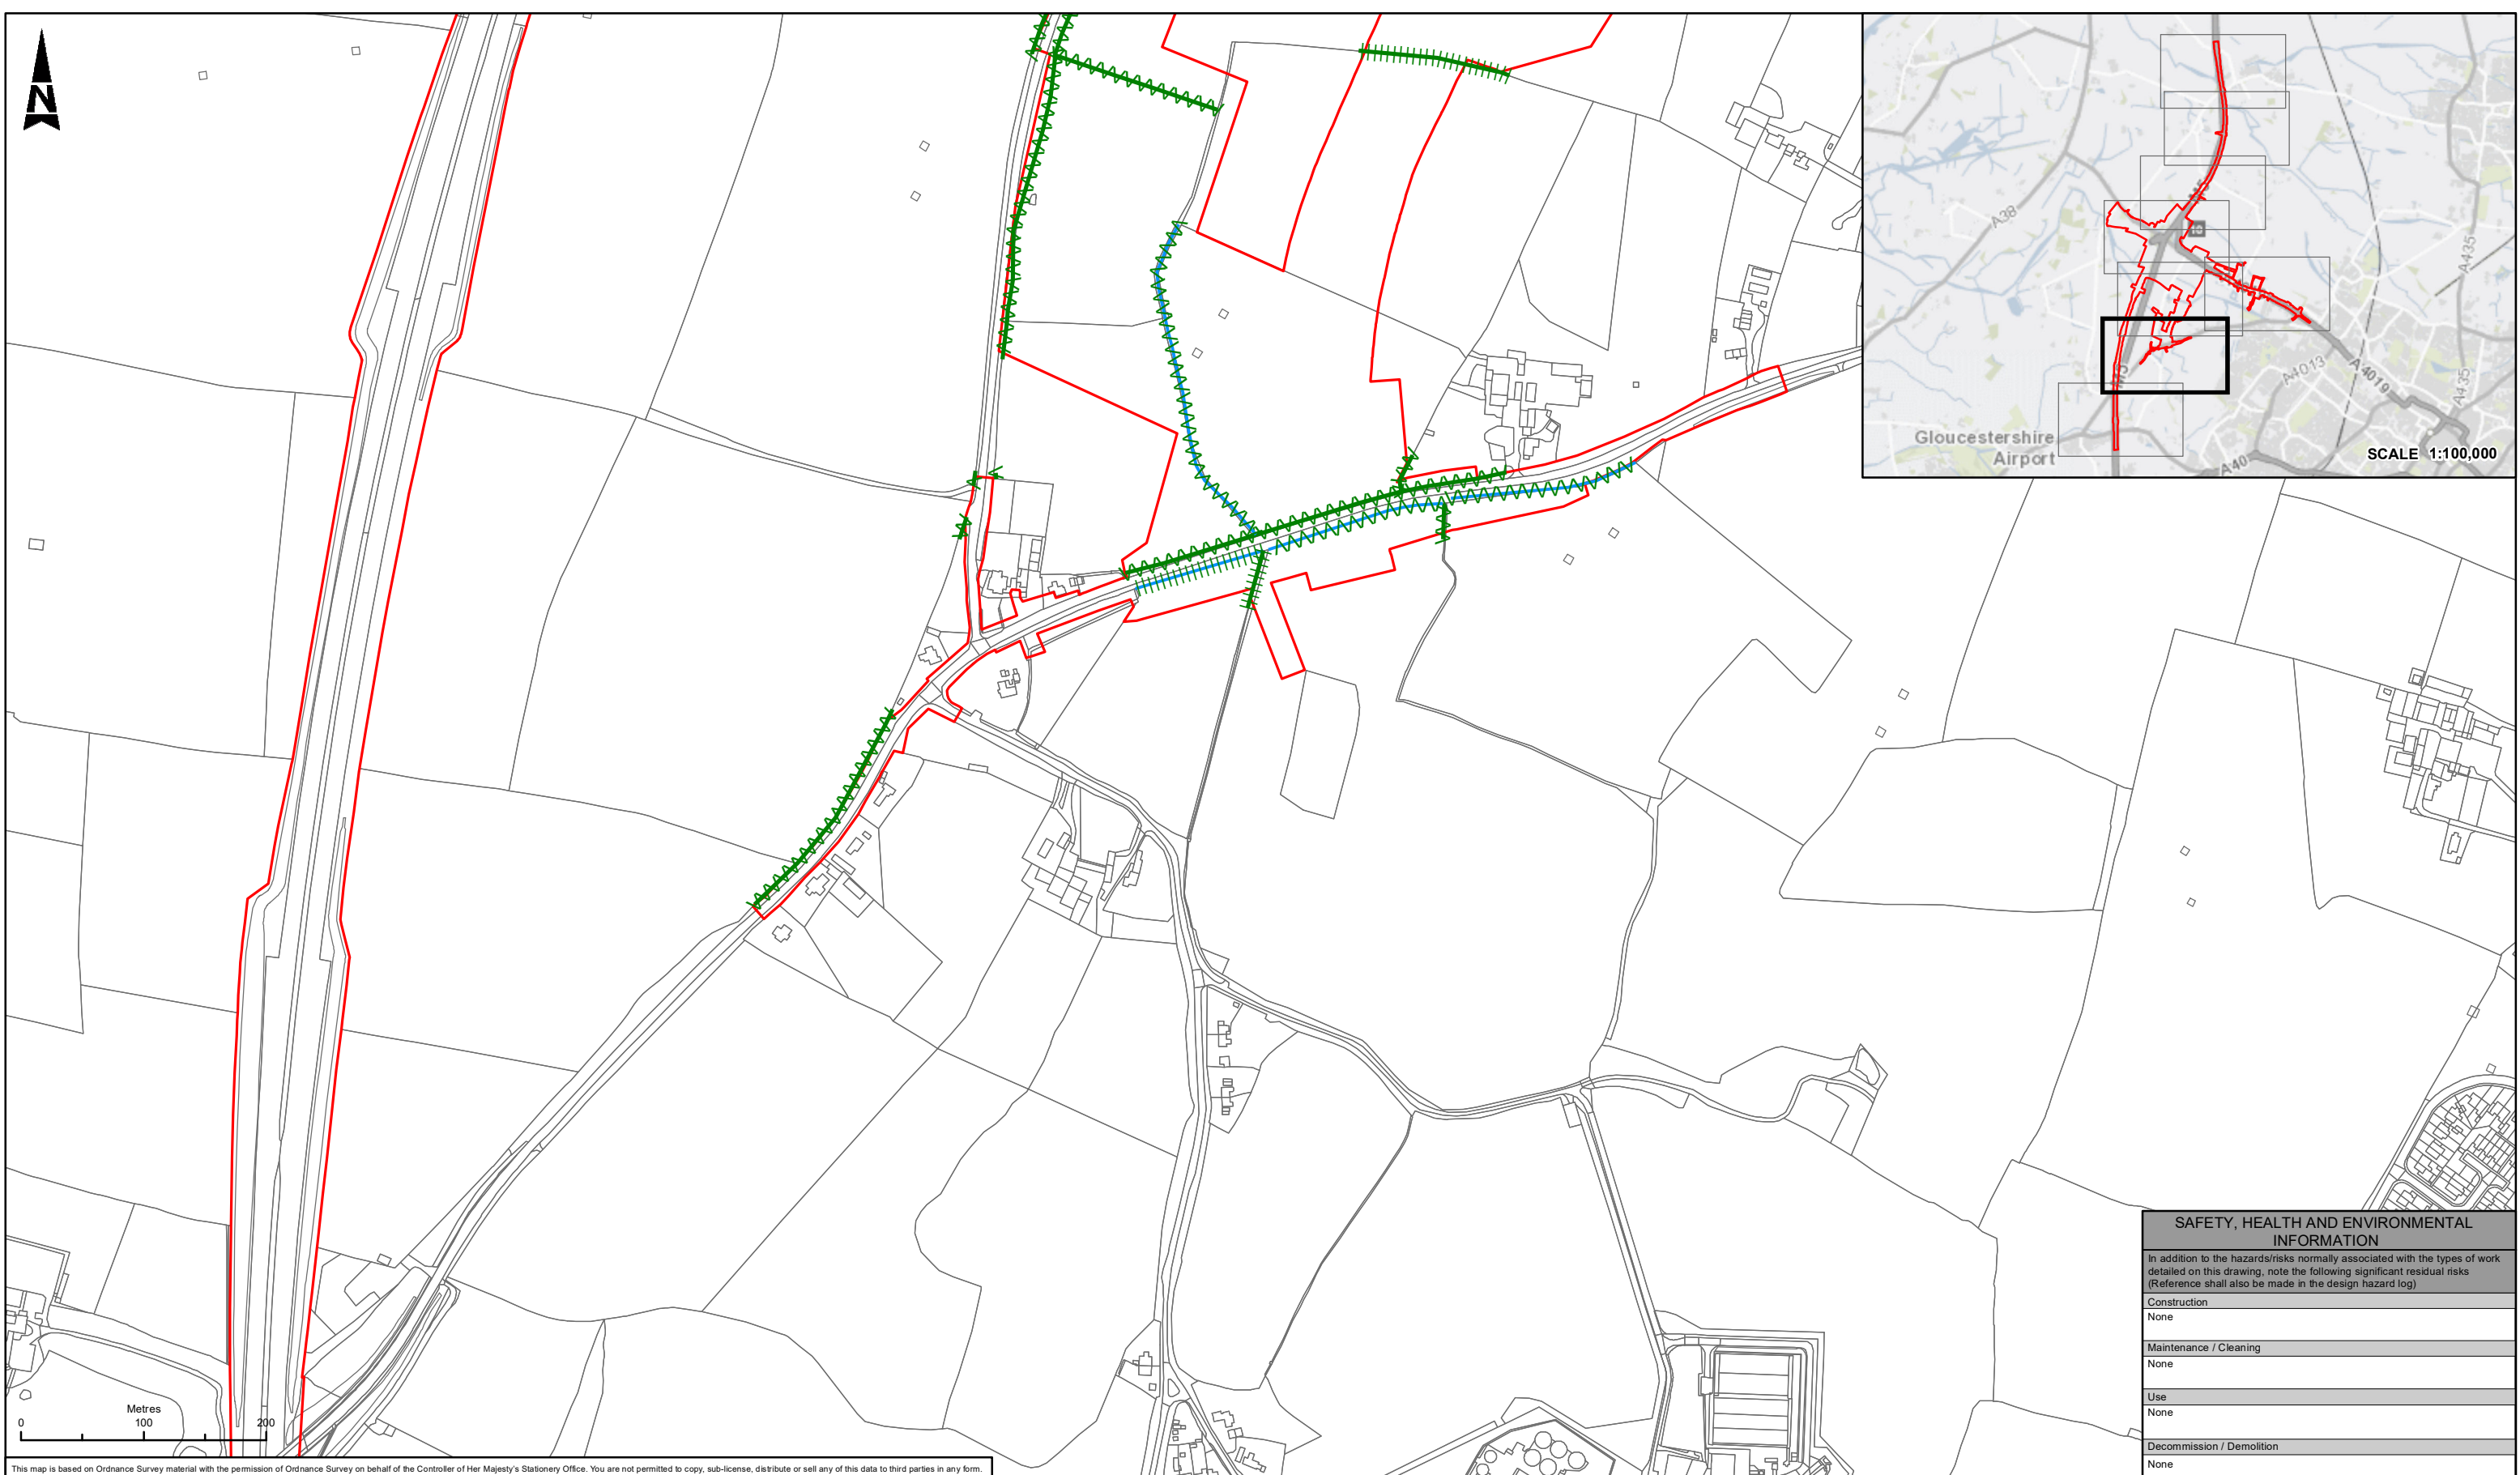 N
A38
M5
10
A435
A4013
A4019
A435
M5
Gloucestershire
Airport
A40
SCALE 1:100,000
SAFETY, HEALTH AND ENVIRONMENTAL
INFORMATION
In addition to the hazards/risks normally associated with the types of work
detailed on this drawing, note the following significant residual risks
(Reference shall also be made in the design hazard log)
Construction
None
Maintenance / Cleaning
None
Use
None
Decommission / Demolition
None
Metres
0 100 200
This map is based on Ordnance Survey material with the permission of Ordnance Survey on behalf of the Controller of Her Majesty's Stationery Office. You are not permitted to copy, sub-license, distribute or sell any of this data to third parties in any form.